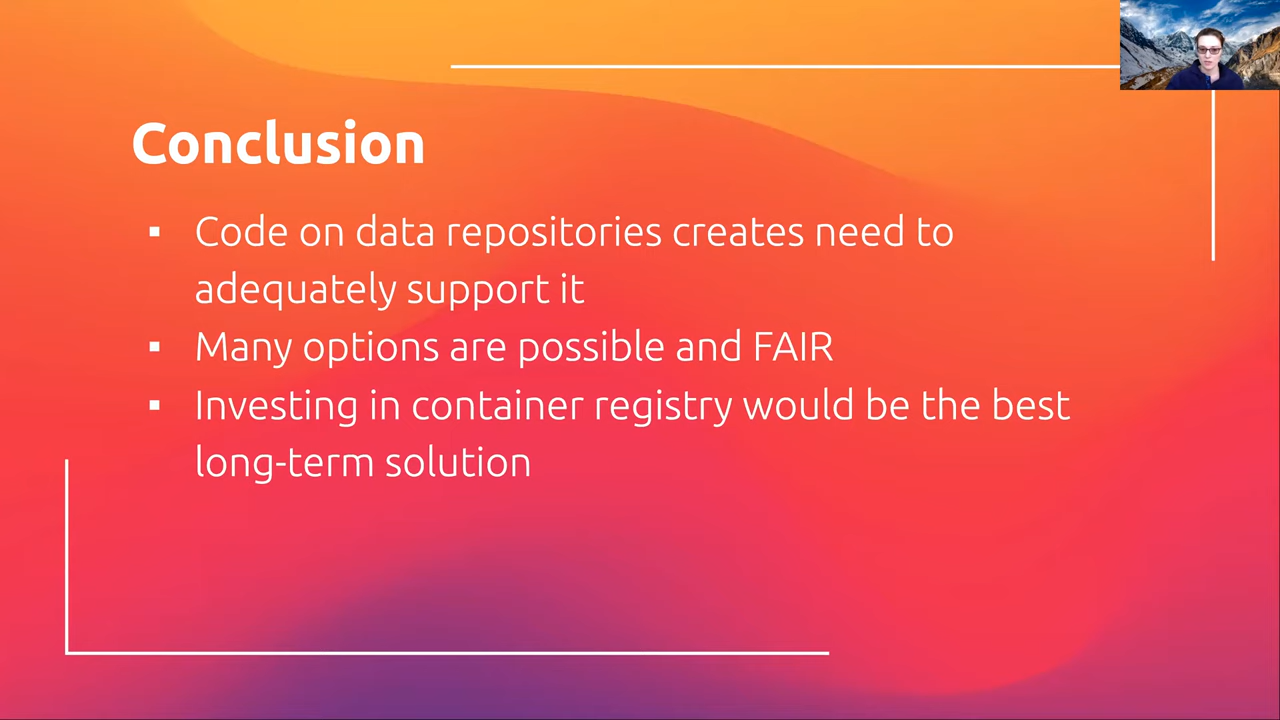 Conclusion
▪ Code on data repositories creates need to
adequately support it
▪ Many options are possible and FAIR
▪ Investing in container registry would be the best
long-term solution